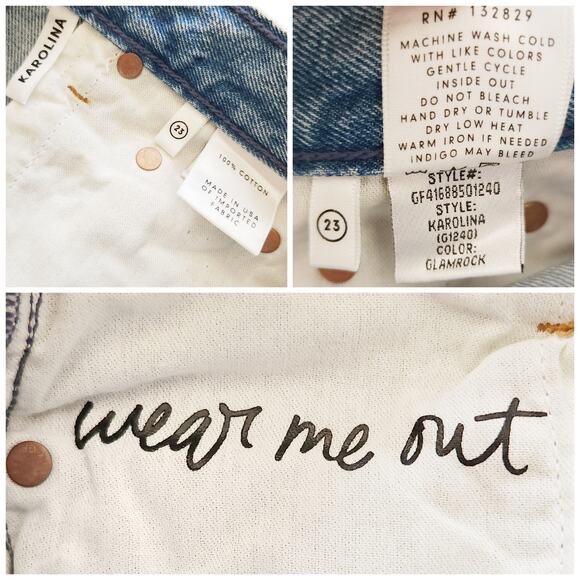 KAROLINA
23
100% COTTON
MADE IN USA
OF IMPORTED
FABRIC
RN# 132829
MACHINE WASH COLD
WITH LIKE COLORS
GENTLE CYCLE
INSIDE OUT
DO NOT BLEACH
HAND DRY OR TUMBLE
DRY LOW HEAT
WARM IRON IF NEEDED
INDIGO MAY BLEED
STYLE#:
GF41688501240
STYLE:
KAROLINA
(G1240)
COLOR:
GLAMROCK
23
wear me out